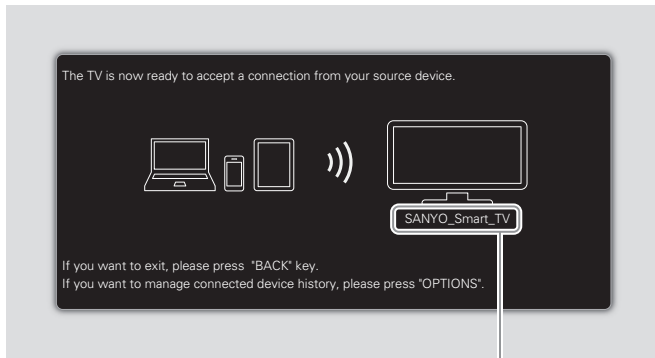 The TV is now ready to accept a connection from your source device.
SANYO_Smart_TV
If you want to exit, please press "BACK" key.
If you want to manage connected device history, please press "OPTIONS".